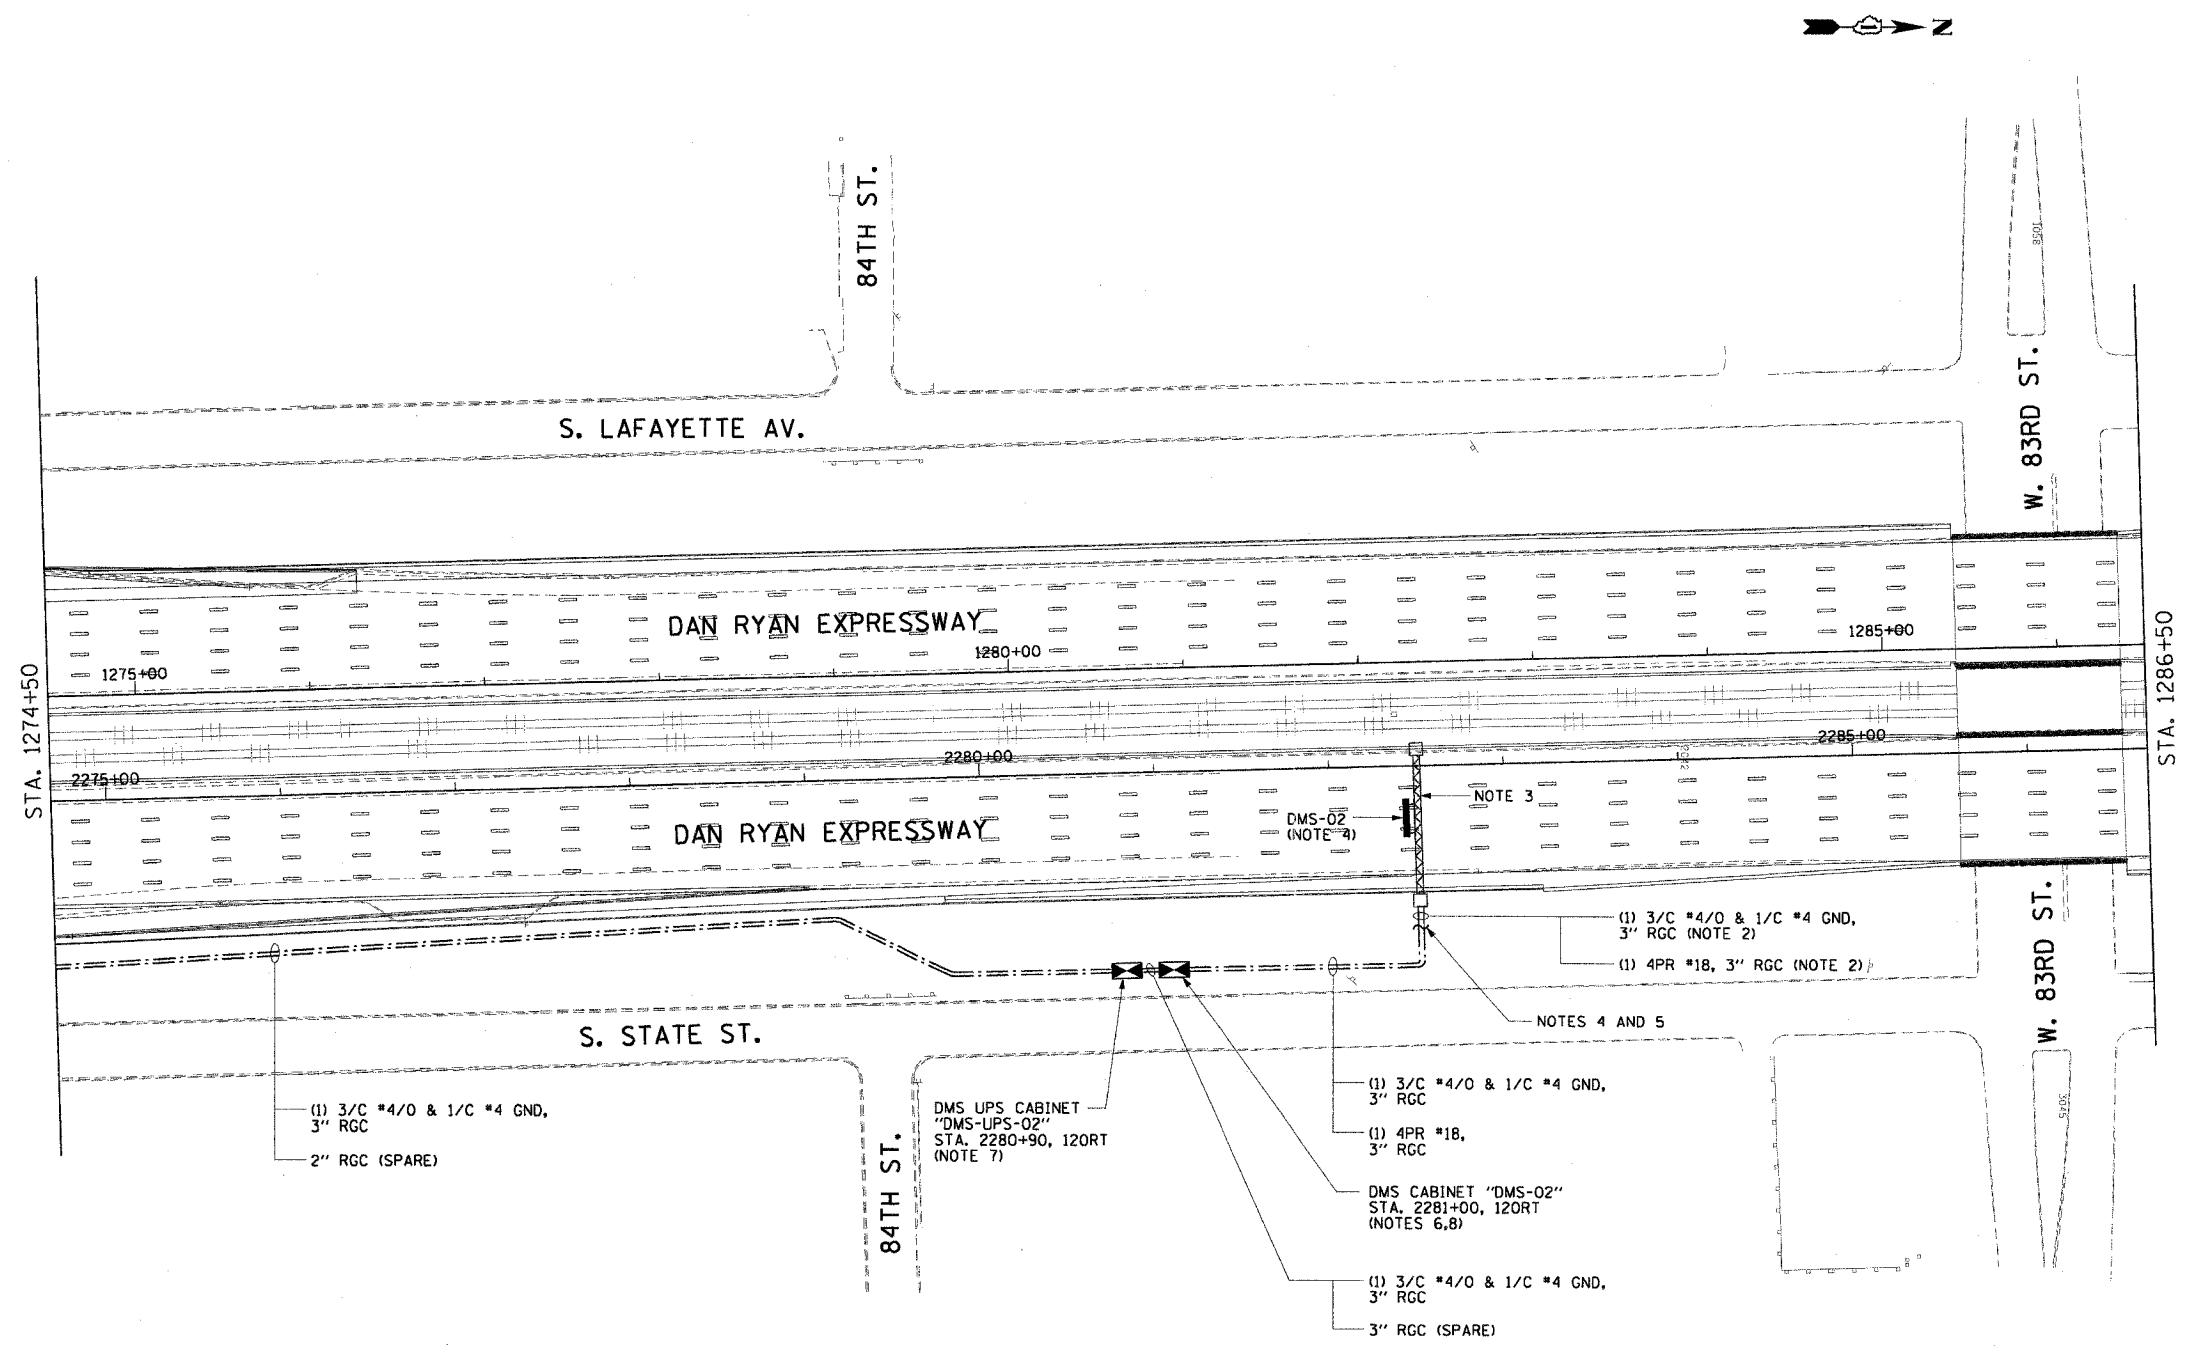 N
84TH ST.
1058
S. LAFAYETTE AV.
W. 83RD ST.
DAN RYAN EXPRESSWAY
1285+00
1280+00
1275+00
STA. 1274+50
STA. 1286+50
2285+00
2280+00
2275+00
NOTE 3
DMS-02
(NOTE 4)
DAN RYAN EXPRESSWAY
(1) 3/C #4/0 & 1/C #4 GND,
3" RGC (NOTE 2)
(1) 4PR #18, 3" RGC (NOTE 2)
W. 83RD ST.
NOTES 4 AND 5
S. STATE ST.
(1) 3/C #4/0 & 1/C #4 GND,
3" RGC
2" RGC (SPARE)
84TH ST.
DMS UPS CABINET
"DMS-UPS-02"
STA. 2280+90, 120RT
(NOTE 7)
(1) 3/C #4/0 & 1/C #4 GND,
3" RGC
(1) 4PR #18,
3" RGC
3045
DMS CABINET "DMS-02"
STA. 2281+00, 120RT
(NOTES 6,8)
(1) 3/C #4/0 & 1/C #4 GND,
3" RGC
3" RGC (SPARE)